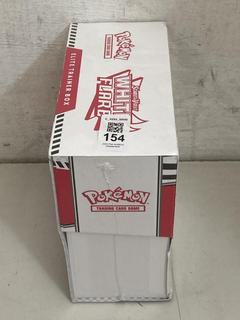 ELITE TRAINER BOX
POKÉMON
WHITE
FLARE
154
POKÉMON
TRADING CARD GAME